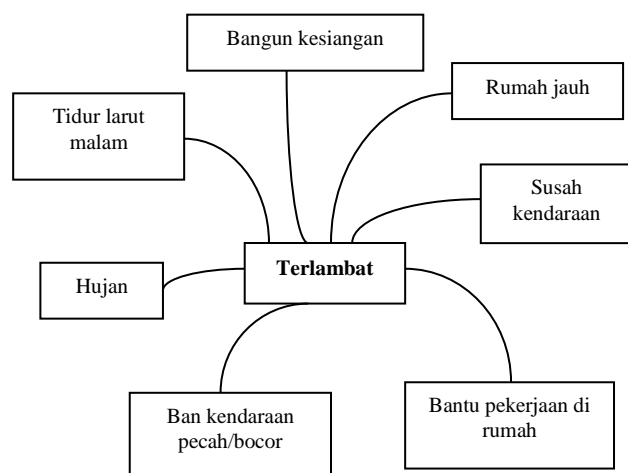 Bangun kesiangan
Rumah jauh
Tidur larut
malam
Susah
kendaraan
Terlambat
Hujan
Ban kendaraan
pecah/bocor
Bantu pekerjaan di
rumah